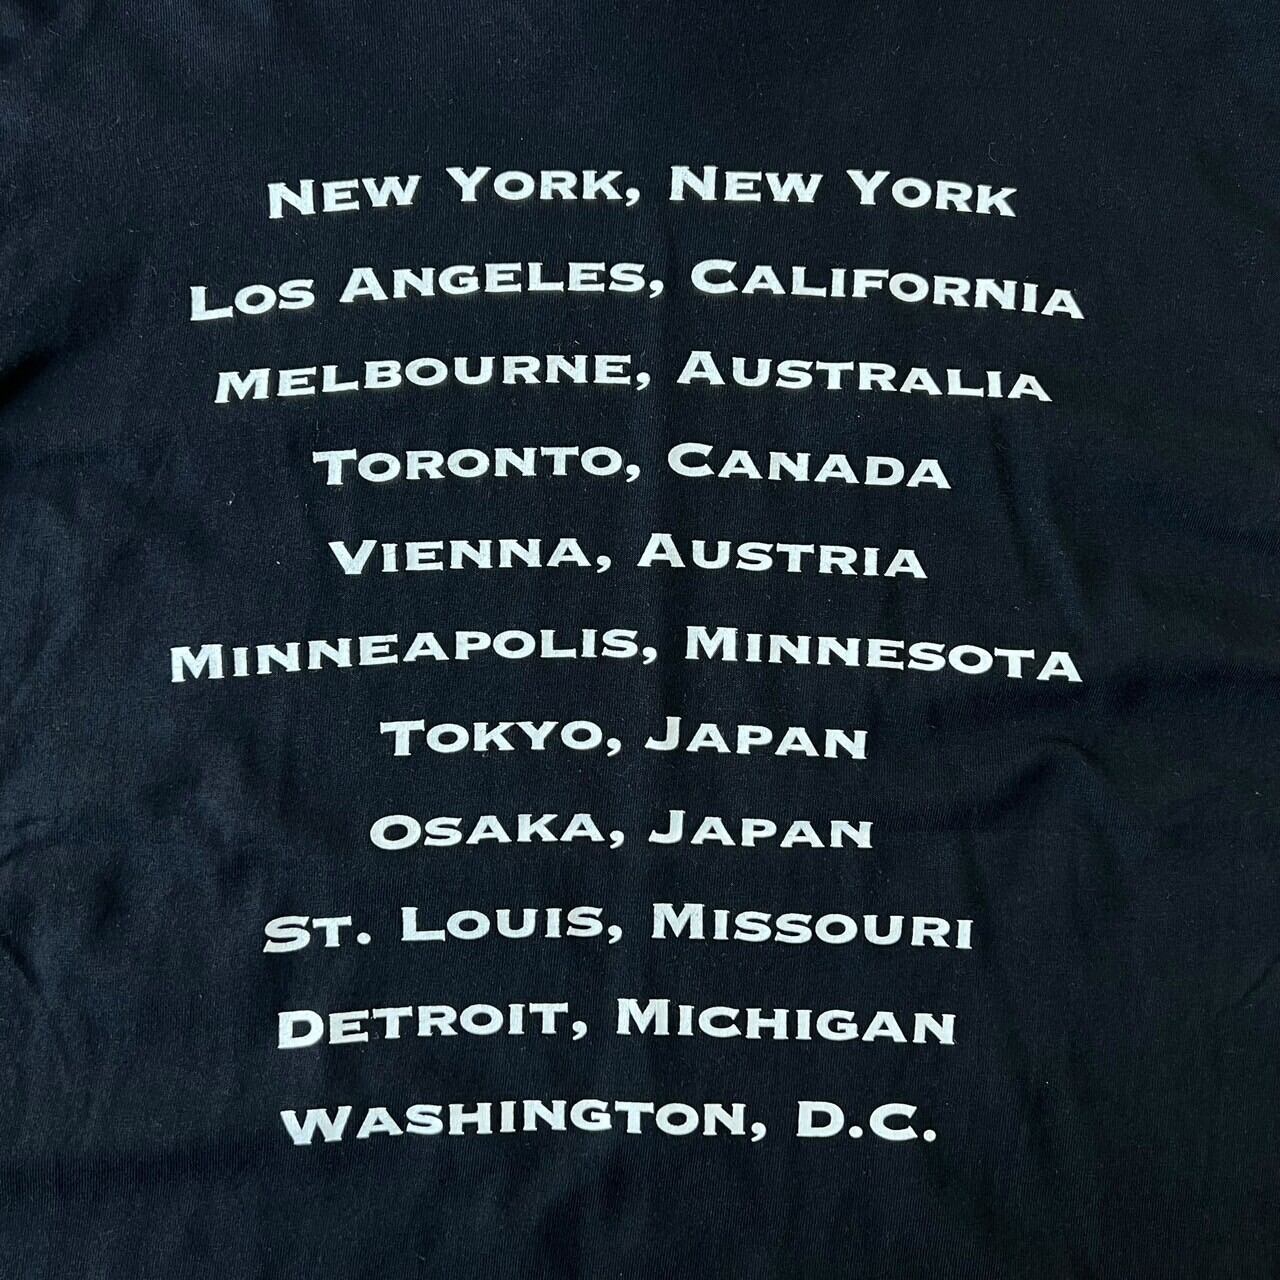 NEW YORK, NEW YORK
LOS ANGELES, CALIFORNIA
MELBOURNE, AUSTRALIA
TORONTO, CANADA
VIENNA, AUSTRIA
MINNEAPOLIS, MINNESOTA
TOKYO, JAPAN
OSAKA, JAPAN
ST. LOUIS, MISSOURI
DETROIT, MICHIGAN
WASHINGTON, D.C.